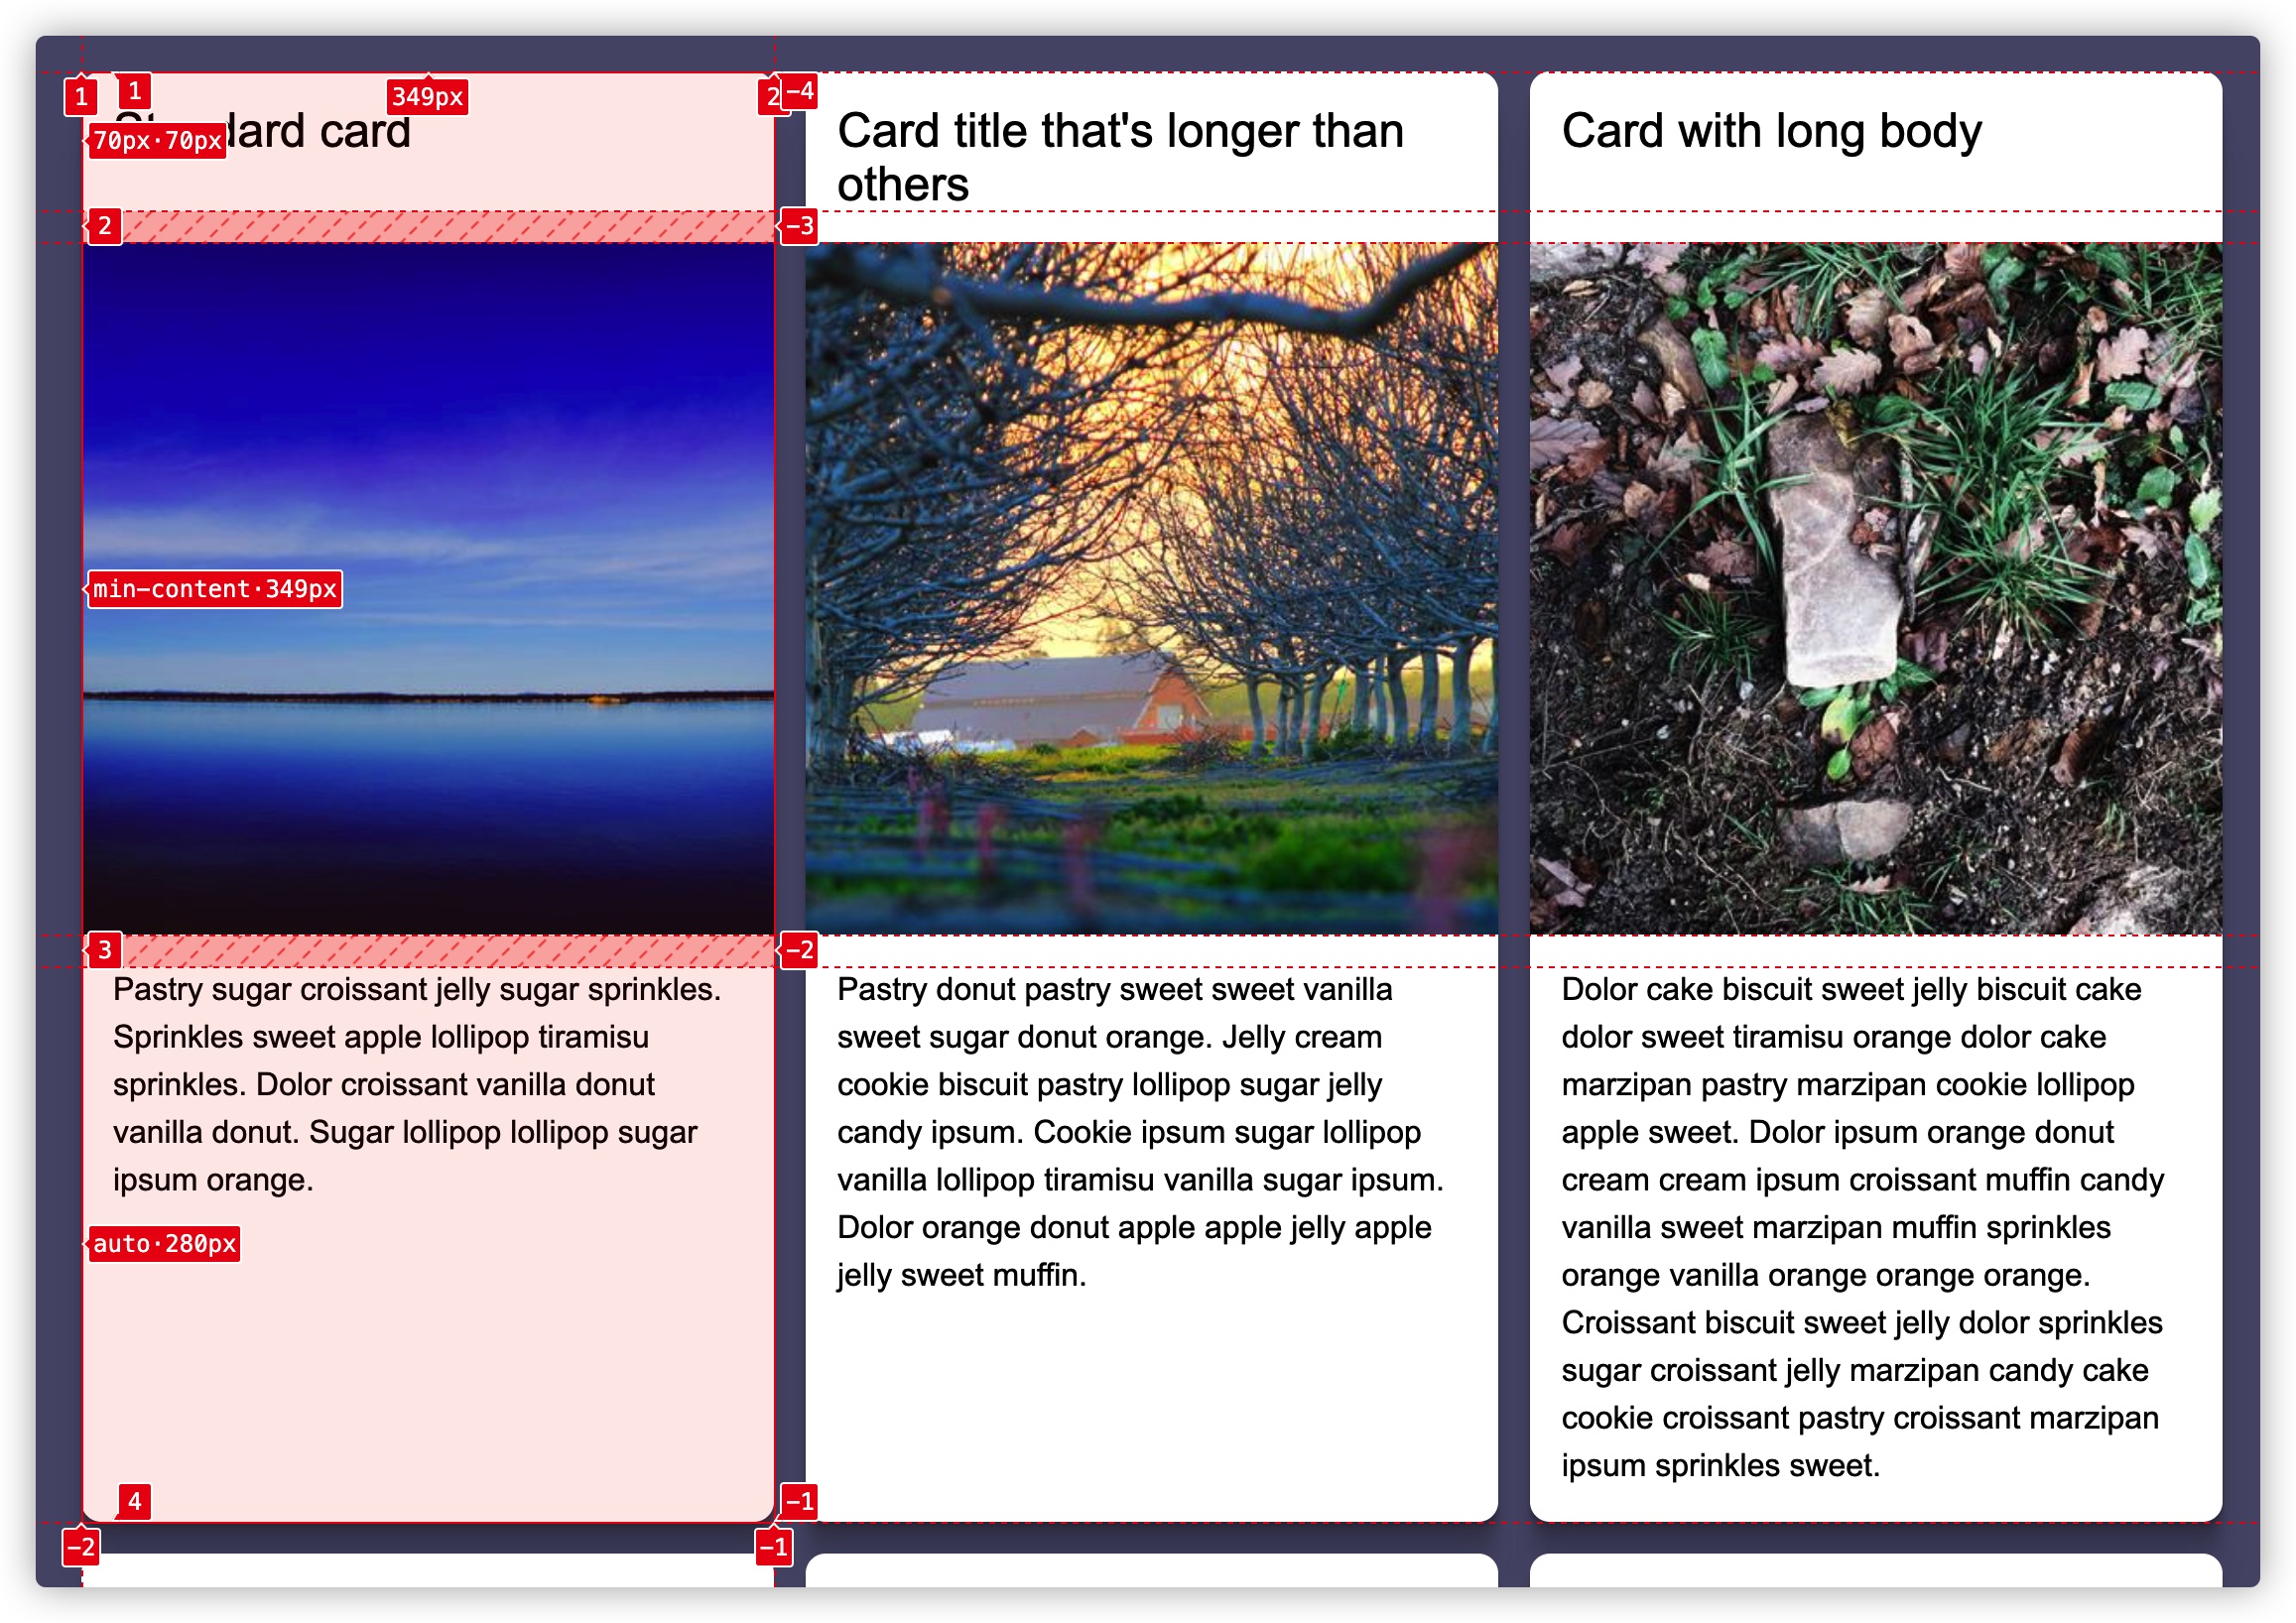 1
1
349px
2
–4
Standard card
70px·70px
Card title that's longer than
others
Card with long body
2
–3
min–content·349px
3
–2
Pastry sugar croissant jelly sugar sprinkles.
Sprinkles sweet apple lollipop tiramisu
sprinkles. Dolor croissant vanilla donut
vanilla donut. Sugar lollipop lollipop sugar
ipsum orange.
auto·280px
4
–1
–2
–1
Pastry donut pastry sweet sweet vanilla
sweet sugar donut orange. Jelly cream
cookie biscuit pastry lollipop sugar jelly
candy ipsum. Cookie ipsum sugar lollipop
vanilla lollipop tiramisu vanilla sugar ipsum.
Dolor orange donut apple apple jelly apple
jelly sweet muffin.
Dolor cake biscuit sweet jelly biscuit cake
dolor sweet tiramisu orange dolor cake
marzipan pastry marzipan cookie lollipop
apple sweet. Dolor ipsum orange donut
cream cream ipsum croissant muffin candy
vanilla sweet marzipan muffin sprinkles
orange vanilla orange orange orange.
Croissant biscuit sweet jelly dolor sprinkles
sugar croissant jelly marzipan candy cake
cookie croissant pastry croissant marzipan
ipsum sprinkles sweet.